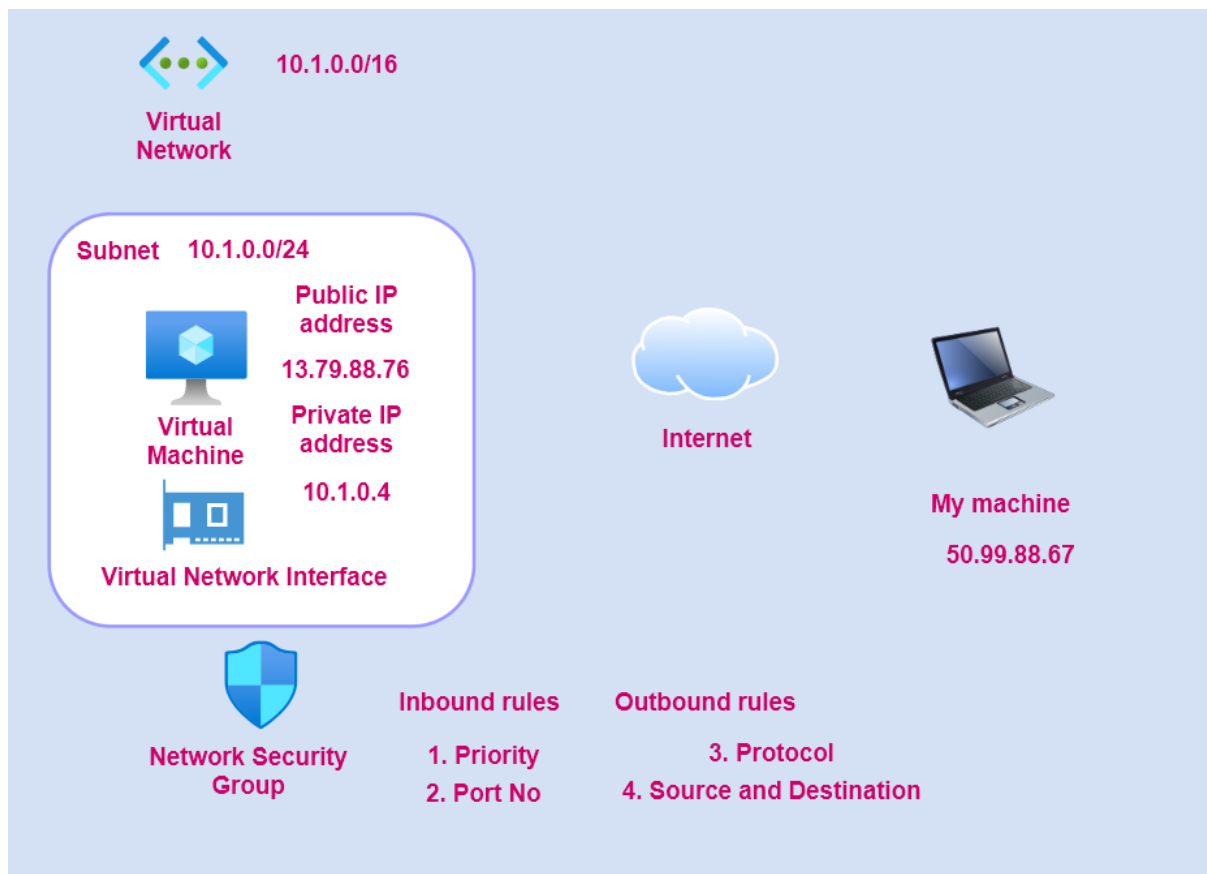 10.1.0.0/16
Virtual
Network
Subnet 10.1.0.0/24
Public IP
address
13.79.88.76
Private IP
address
10.1.0.4
Virtual
Machine
Virtual Network Interface
Internet
My machine
50.99.88.67
Network Security
Group
Inbound rules
1. Priority
2. Port No
Outbound rules
3. Protocol
4. Source and Destination